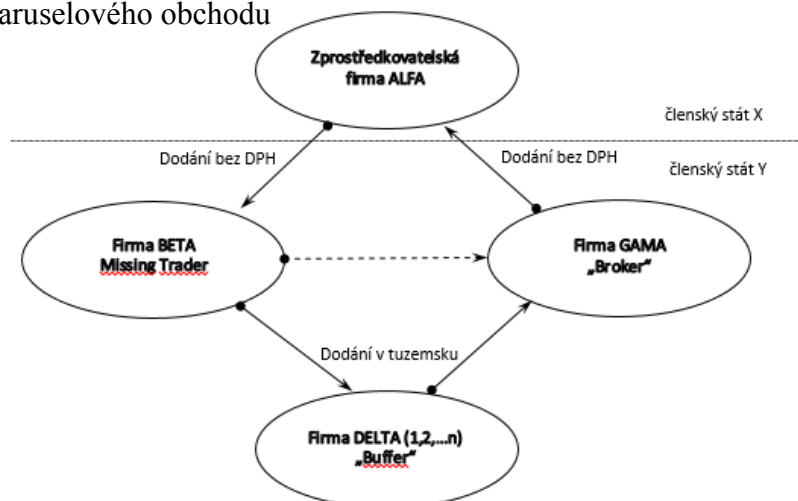 aruselového obchodu
Zprostředkovatelská
firma ALFA
členský stát X
Dodání bez DPH
Dodání bez DPH
členský stát Y
Firma BETA
Missing Trader
Firma GAMA
„Broker“
Dodání v tuzemsku
Firma DELTA (1,2,...n)
„Buffer“